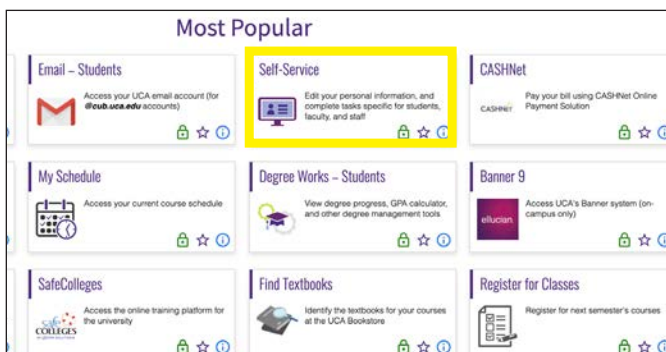 Most Popular
Email – Students
Access your UCA email account (for
@cub.uca.edu accounts)
Self-Service
Edit your personal information, and
complete tasks specific for students,
faculty, and staff
CASHNet
CASHNet
Pay your bill using CASHNet Online
Payment Solution
My Schedule
Access your current course schedule
Degree Works – Students
View degree progress, GPA calculator,
and other degree management tools
Banner 9
ellucian
Access UCA's Banner system (on-
campus only)
SafeColleges
Safe
COLLEGES
Access the online training platform for
the university
Find Textbooks
Identify the textbooks for your courses
at the UCA Bookstore
Register for Classes
Register for next semester's courses